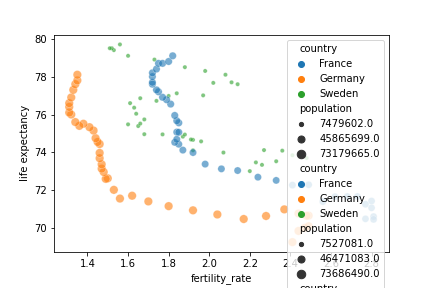 80
78
76
74
72
70
life expectancy
1.4
1.6
1.8
2.0
2.2
2.4
fertility_rate
country
France
Germany
Sweden
population
7479602.0
45865699.0
73179665.0
country
France
Germany
Sweden
population
7527081.0
46471083.0
73686490.0